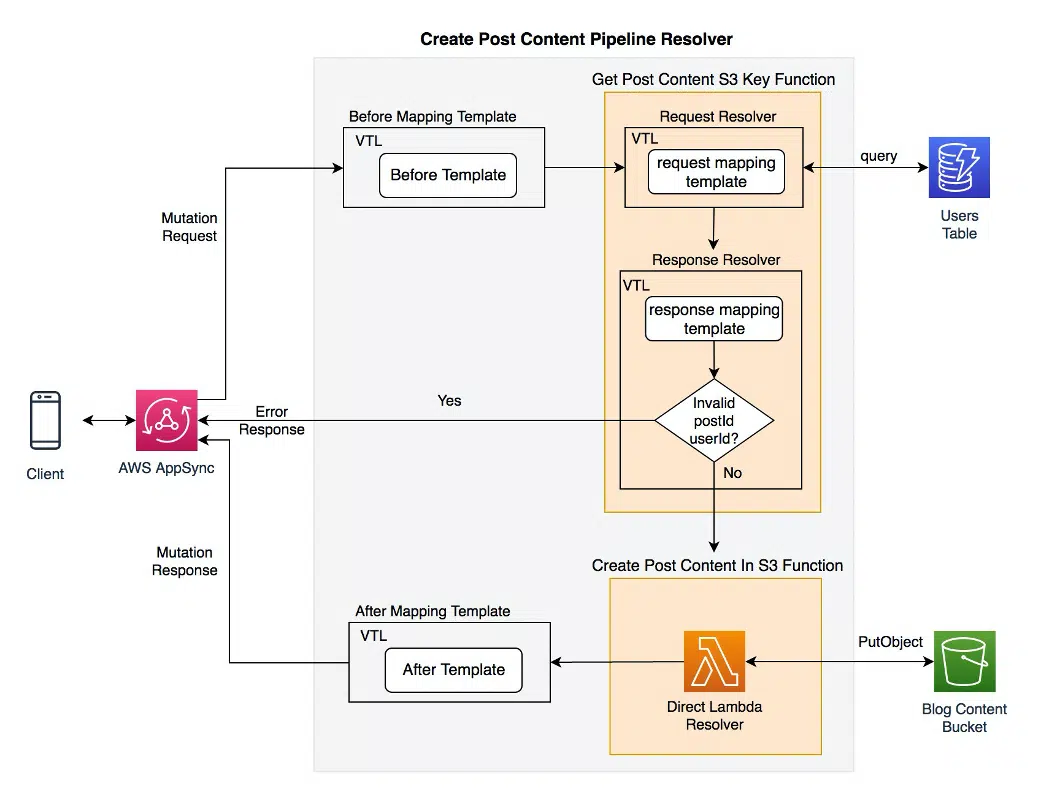 Create Post Content Pipeline Resolver
Get Post Content S3 Key Function
Before Mapping Template
VTL
Before Template
Request Resolver
VTL
request mapping
template
query
Users
Table
Mutation
Request
Response Resolver
VTL
response mapping
template
Invalid
postId
userId?
Yes
No
Error
Response
Client
AWS AppSync
Mutation
Response
Create Post Content In S3 Function
After Mapping Template
VTL
After Template
Direct Lambda
Resolver
PutObject
Blog Content
Bucket